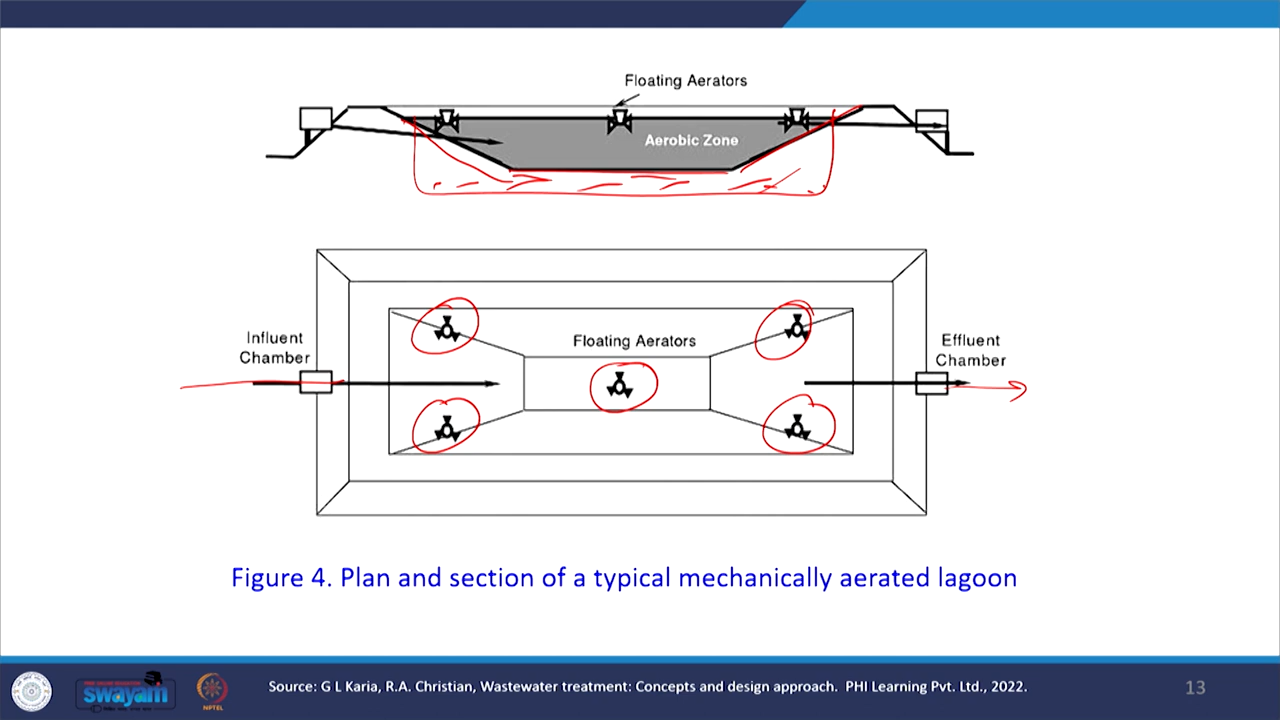 Floating Aerators
Aerobic Zone
Influent
Chamber
Floating Aerators
Effluent
Chamber
Figure 4. Plan and section of a typical mechanically aerated lagoon
swayam
NPTEL
Source: G L Karia, R.A. Christian, Wastewater treatment: Concepts and design approach. PHI Learning Pvt. Ltd., 2022.
13